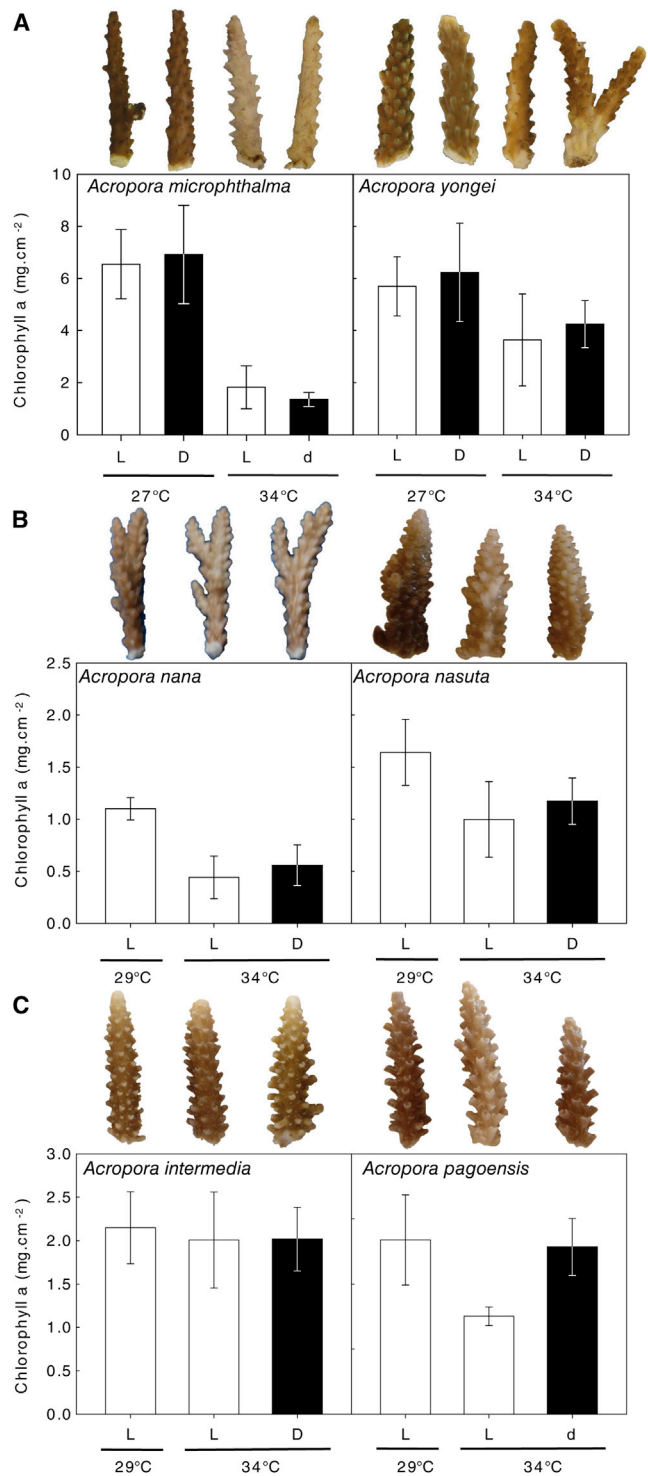 A
Acropora microphthalma
Acropora yongei
Chlorophyll a (mg.cm⁻²)
10
8
6
4
2
0
L D L d L D L D
27°C 34°C 27°C 34°C
B
Acropora nana
Acropora nasuta
Chlorophyll a (mg.cm⁻²)
2.5
2.0
1.5
1.0
0.5
0.0
L L D L L D
29°C 34°C 29°C 34°C
C
Acropora intermedia
Acropora pagoensis
Chlorophyll a (mg.cm⁻²)
3.0
2.5
2.0
1.5
1.0
0.5
0.0
L L D L L d
29°C 34°C 29°C 34°C